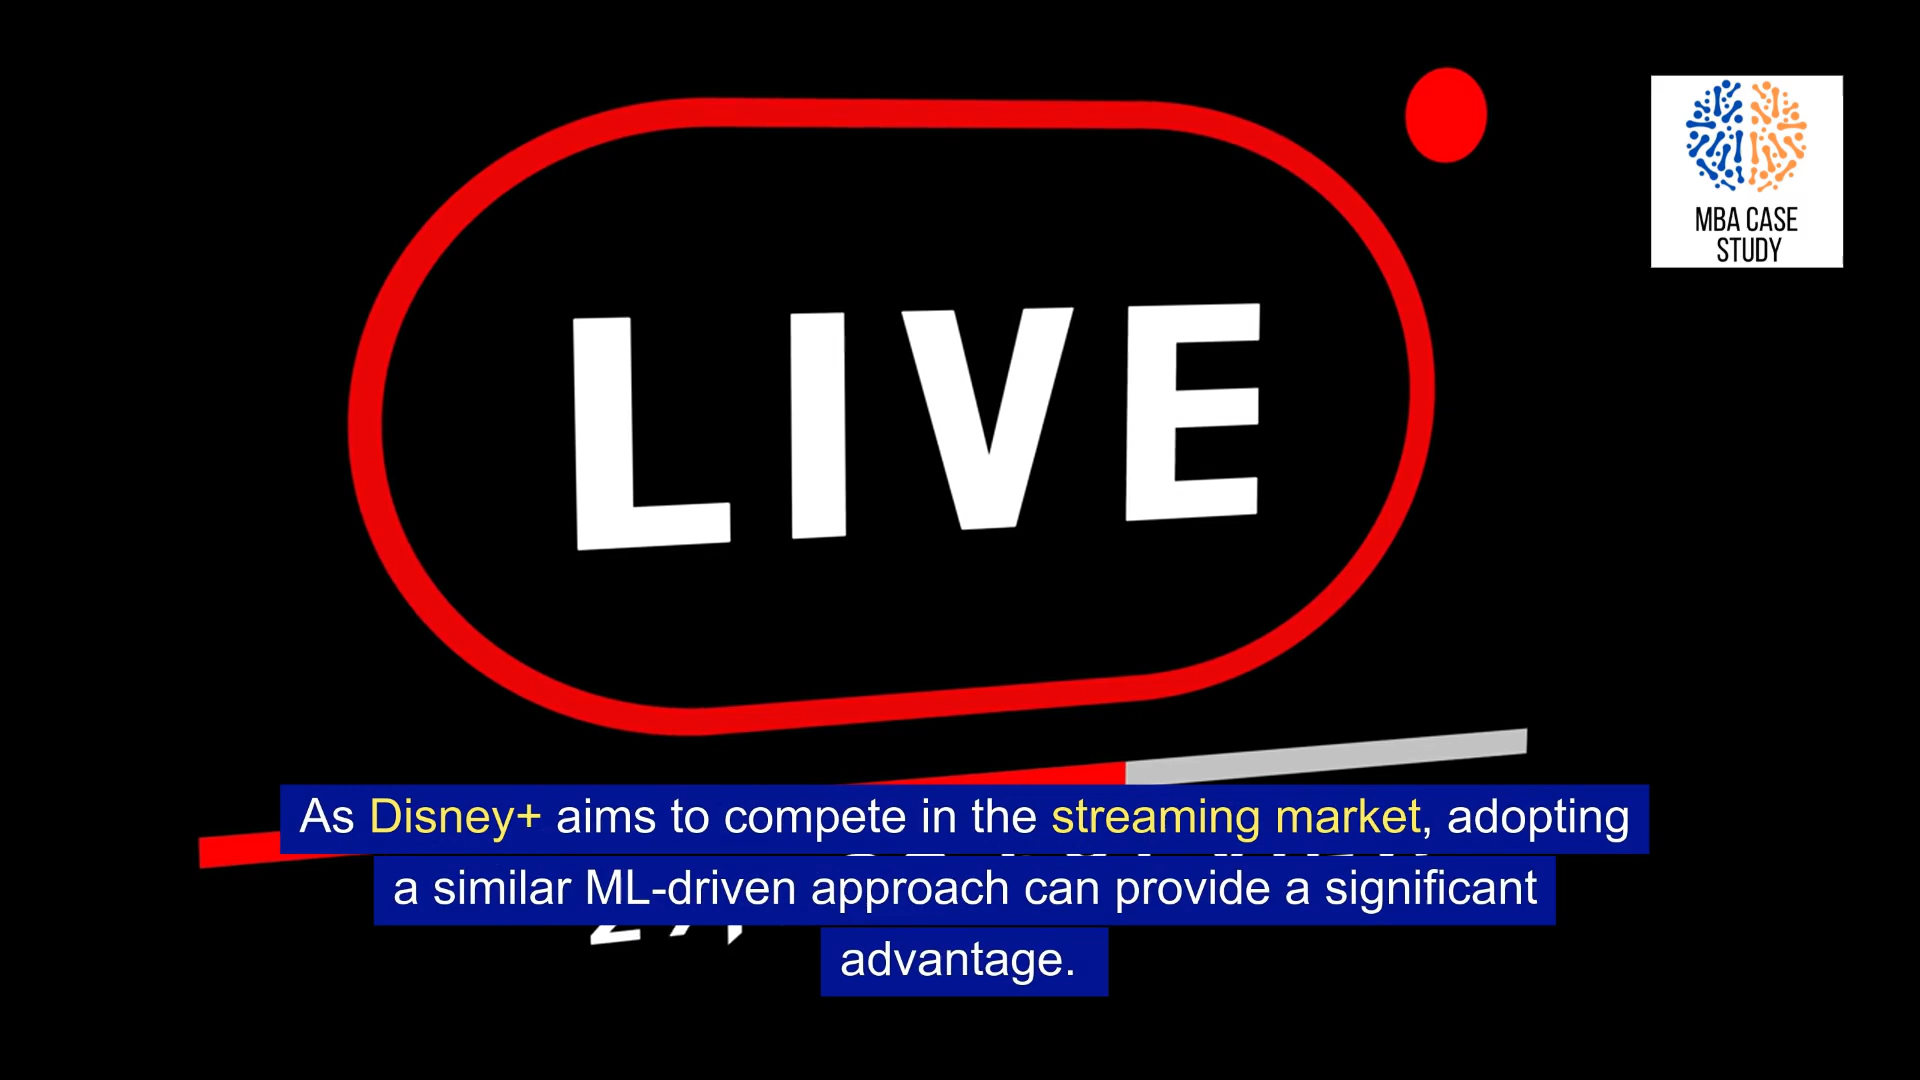 MBA CASE
STUDY
LIVE
As Disney+ aims to compete in the streaming market, adopting
a similar ML-driven approach can provide a significant
advantage.